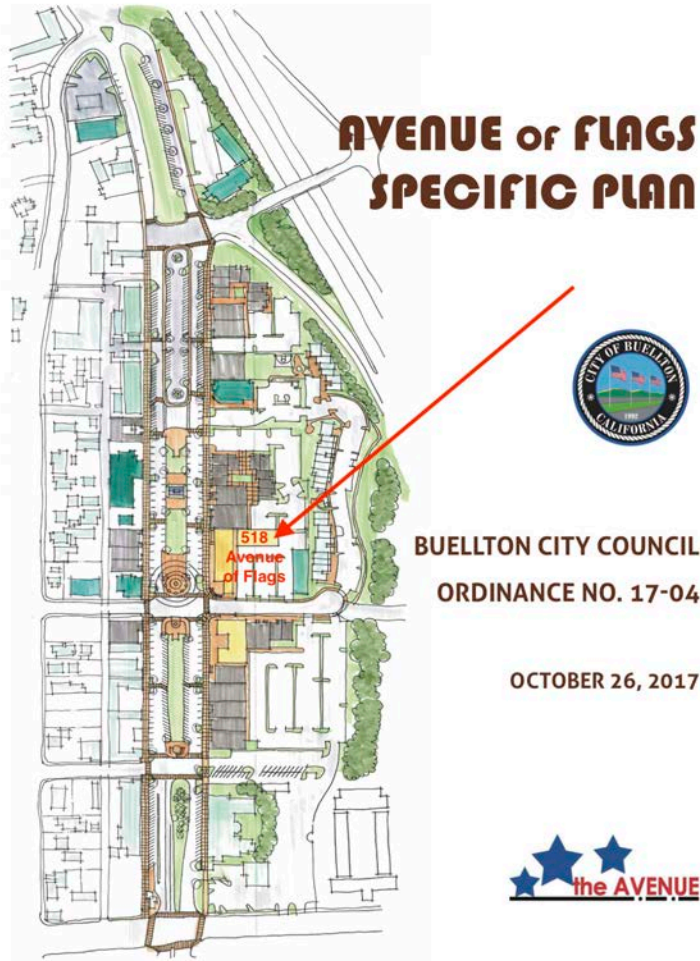 AVENUE OF FLAGS
SPECIFIC PLAN
CITY OF BUELLTON
1992
CALIFORNIA
518
Avenue
of Flags
BUELLTON CITY COUNCIL
ORDINANCE NO. 17-04
OCTOBER 26, 2017
the AVENUE